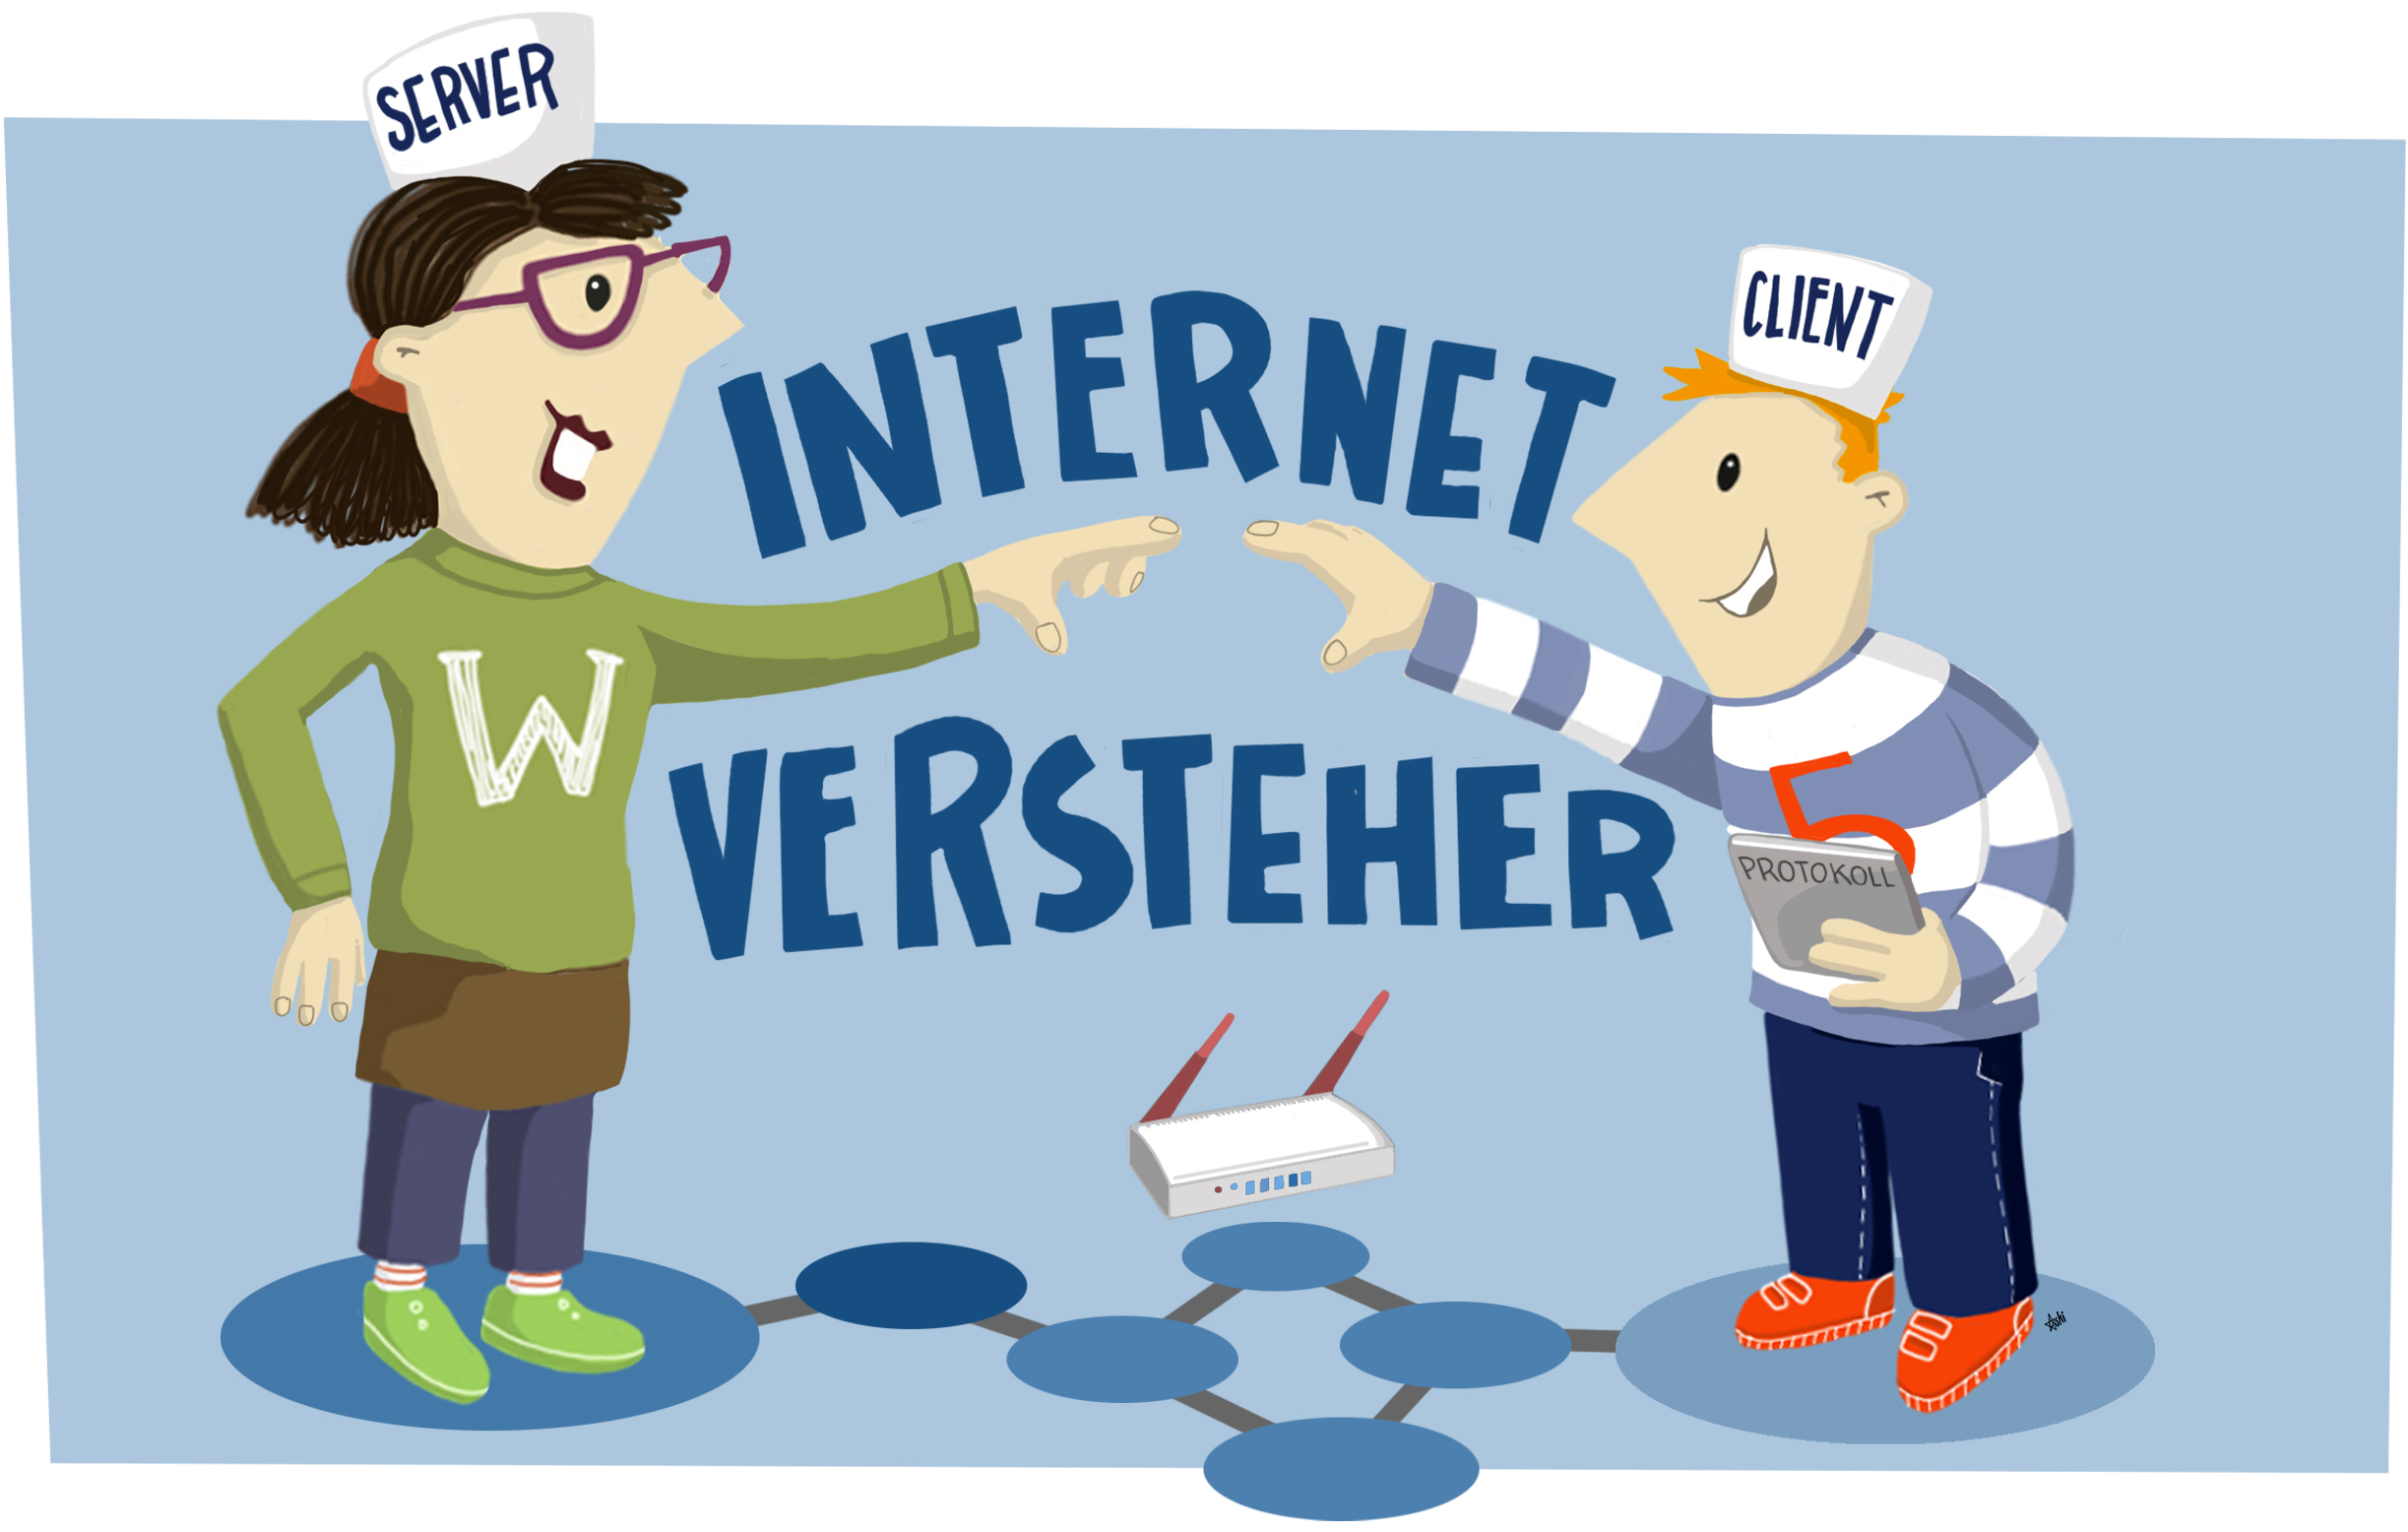 SERVER
CLIENT
INTERNET
VERSTEHER
W
5
PROTOKOLL